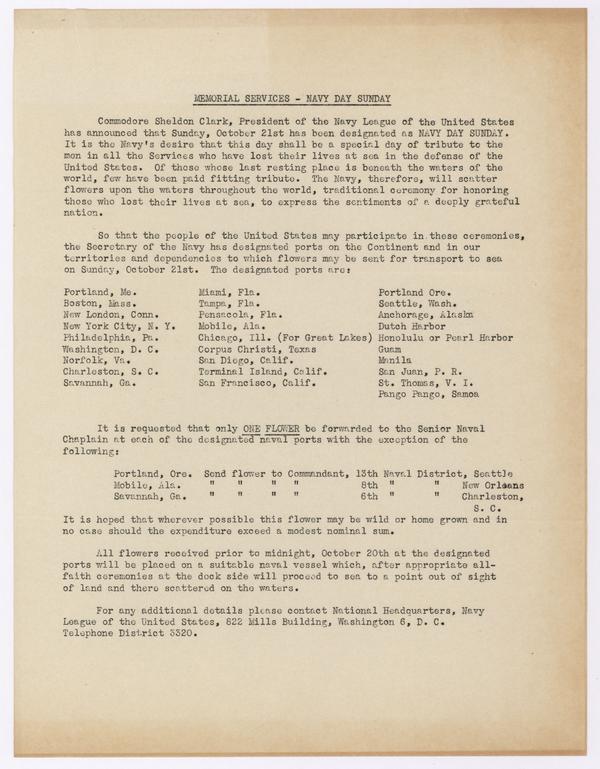 MEMORIAL SERVICES - NAVY DAY SUNDAY
Commodore Sheldon Clark, President of the Navy League of the United States
has announced that Sunday, October 21st has been designated as NAVY DAY SUNDAY.
It is the Navy's desire that this day shall be a special day of tribute to the
men in all the Services who have lost their lives at sea in the defense of the
United States. Of those whose last resting place is beneath the waters of the
world, few have been paid fitting tribute. The Navy, therefore, will scatter
flowers upon the waters throughout the world, traditional ceremony for honoring
those who lost their lives at sea, to express the sentiments of a deeply grateful
nation.
So that the people of the United States may participate in these ceremonies,
the Secretary of the Navy has designated ports on the Continent and in our
territories and dependencies to which flowers may be sent for transport to sea
on Sunday, October 21st. The designated ports are:
Portland, Me. Miami, Fla. Portland Ore.
Boston, Mass. Tampa, Fla. Seattle, Wash.
New London, Conn. Pensacola, Fla. Anchorage, Alaska
New York City, N. Y. Mobile, Ala. Dutch Harbor
Philadelphia, Pa. Chicago, Ill. (For Great Lakes) Honolulu or Pearl Harbor
Washington, D. C. Corpus Christi, Texas Guam
Norfolk, Va. San Diego, Calif. Manila
Charleston, S. C. Terminal Island, Calif. San Juan, P. R.
Savannah, Ga. San Francisco, Calif. St. Thomas, V. I.
Pango Pango, Samoa
It is requested that only ONE FLOWER be forwarded to the Senior Naval
Chaplain at each of the designated naval ports with the exception of the
following:
Portland, Ore. Send flower to Commandant, 13th Naval District, Seattle
Mobile, Ala. " " " " 8th " " New Orleans
Savannah, Ga. " " " " 6th " " Charleston,
S. C.
It is hoped that wherever possible this flower may be wild or home grown and in
no case should the expenditure exceed a modest nominal sum.
All flowers received prior to midnight, October 20th at the designated
ports will be placed on a suitable naval vessel which, after appropriate all-
faith ceremonies at the dock side will proceed to sea to a point out of sight
of land and there scattered on the waters.
For any additional details please contact National Headquarters, Navy
League of the United States, 822 Mills Building, Washington 6, D. C.
Telephone District 3320.